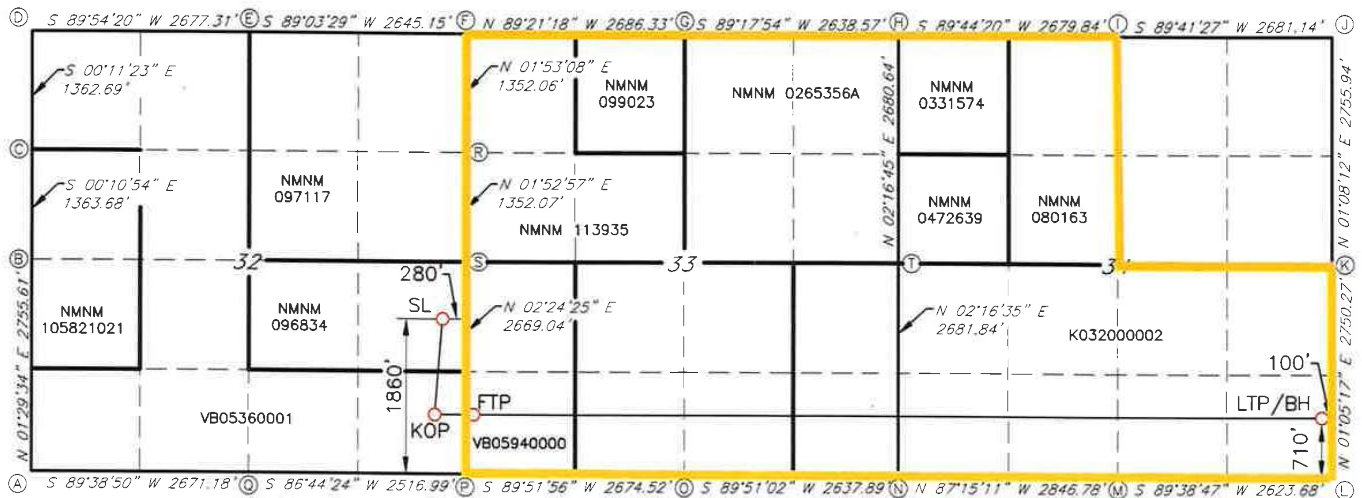 D S 89°54'20" W 2677.31' E S 89°03'29" W 2645.15' F N 89°21'18" W 2686.33' G S 89°17'54" W 2638.57' H S 89°44'20" W 2679.84' I S 89°41'27" W 2681.14' J
S 00°11'23" E
1362.69'
N 01°53'08" E
1352.06'
NMNM
099023
NMNM 0265356A
N 02°16'45" E 2680.64'
NMNM
0331574
N 01°08'12" E 2755.94'
C
R
S 00°10'54" E
1363.68'
NMNM
097117
N 01°52'57" E
1352.07'
NMNM 113935
NMNM
0472639
NMNM
080163
B
32
S
33
T
K
280'
SL
NMNM
105821021
NMNM
096834
N 02°24'25" E
2669.04'
N 02°16'35" E
2681.84'
K032000002
N 01°29'34" E 2755.61'
1860'
N 01°05'17" E 2750.27'
100'
VB05360001
KOP
FTP
VB05940000
LTP/BH
710'
A S 89°38'50" W 2671.18' Q S 86°44'24" W 2516.99' P S 89°51'56" W 2674.52' O S 89°51'02" W 2637.89' N N 87°15'11" W 2846.78' M S 89°38'47" W 2623.68' L